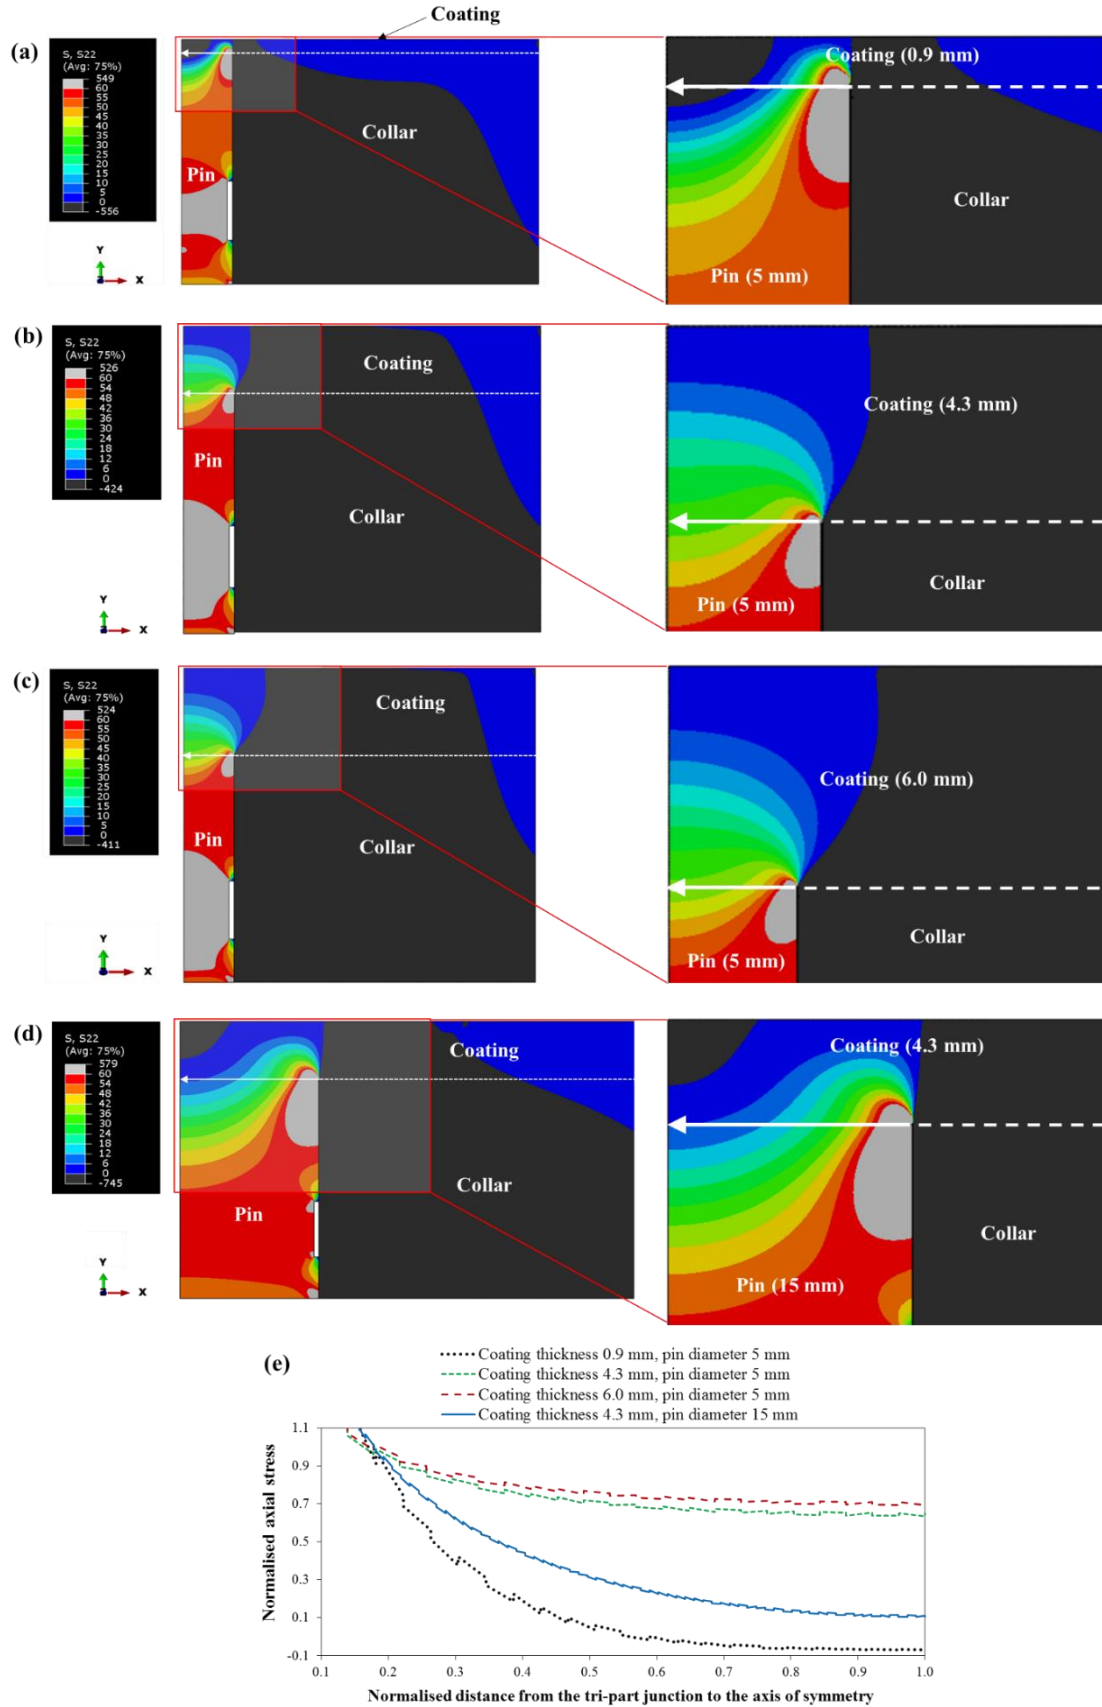 Coating
(a)
S, S22
(Avg: 75%)
549
60
55
50
45
40
35
30
25
20
15
10
5
0
-556
Y
X
Pin
Collar
Coating (0.9 mm)
Collar
Pin (5 mm)
(b)
S, S22
(Avg: 75%)
526
60
54
48
42
36
30
24
18
12
6
0
-424
Y
X
Coating
Pin
Collar
Coating (4.3 mm)
Collar
Pin (5 mm)
(c)
S, S22
(Avg: 75%)
524
60
50
45
40
35
30
25
20
15
10
5
0
-411
Y
X
Coating
Pin
Collar
Coating (6.0 mm)
Collar
Pin (5 mm)
(d)
S, S22
(Avg: 75%)
579
60
54
48
42
36
30
24
18
12
6
0
-745
Y
X
Coating
Collar
Pin
Coating (4.3 mm)
Collar
Pin (15 mm)
(e)
Coating thickness 0.9 mm, pin diameter 5 mm
Coating thickness 4.3 mm, pin diameter 5 mm
Coating thickness 6.0 mm, pin diameter 5 mm
Coating thickness 4.3 mm, pin diameter 15 mm
Normalised axial stress
1.1
0.9
0.7
0.5
0.3
0.1
-0.1
0.1 0.2 0.3 0.4 0.5 0.6 0.7 0.8 0.9 1.0
Normalised distance from the tri-part junction to the axis of symmetry